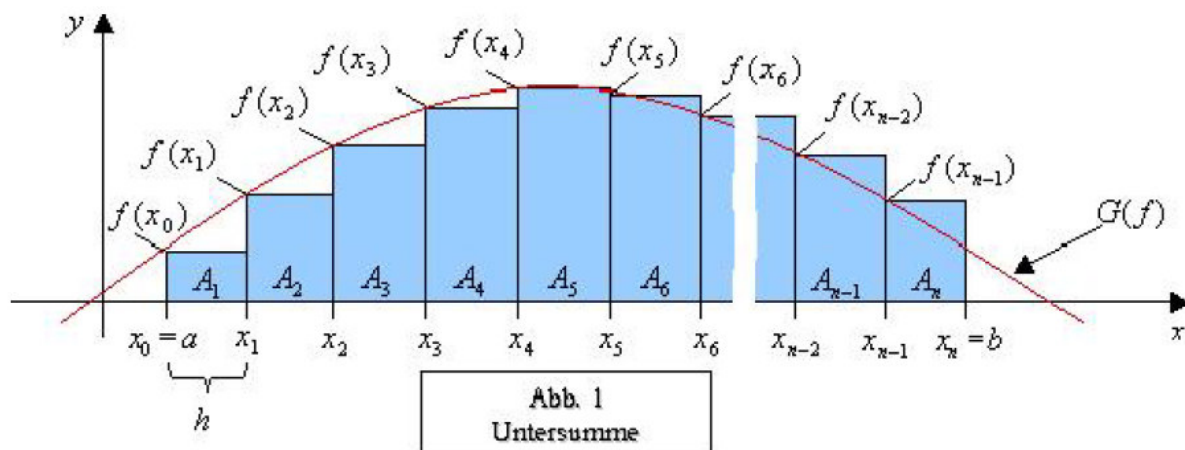 y
f(x₀)
f(x₁)
f(x₂)
f(x₃)
f(x₄)
f(x₅)
f(x₆)
f(xₙ₋₂)
f(xₙ₋₁)
G(f)
A₁ A₂ A₃ A₄ A₅ A₆ Aₙ₋₁ Aₙ
x₀ = a x₁ x₂ x₃ x₄ x₅ x₆ xₙ₋₂ xₙ₋₁ xₙ = b x
h
Abb. 1
Untersumme